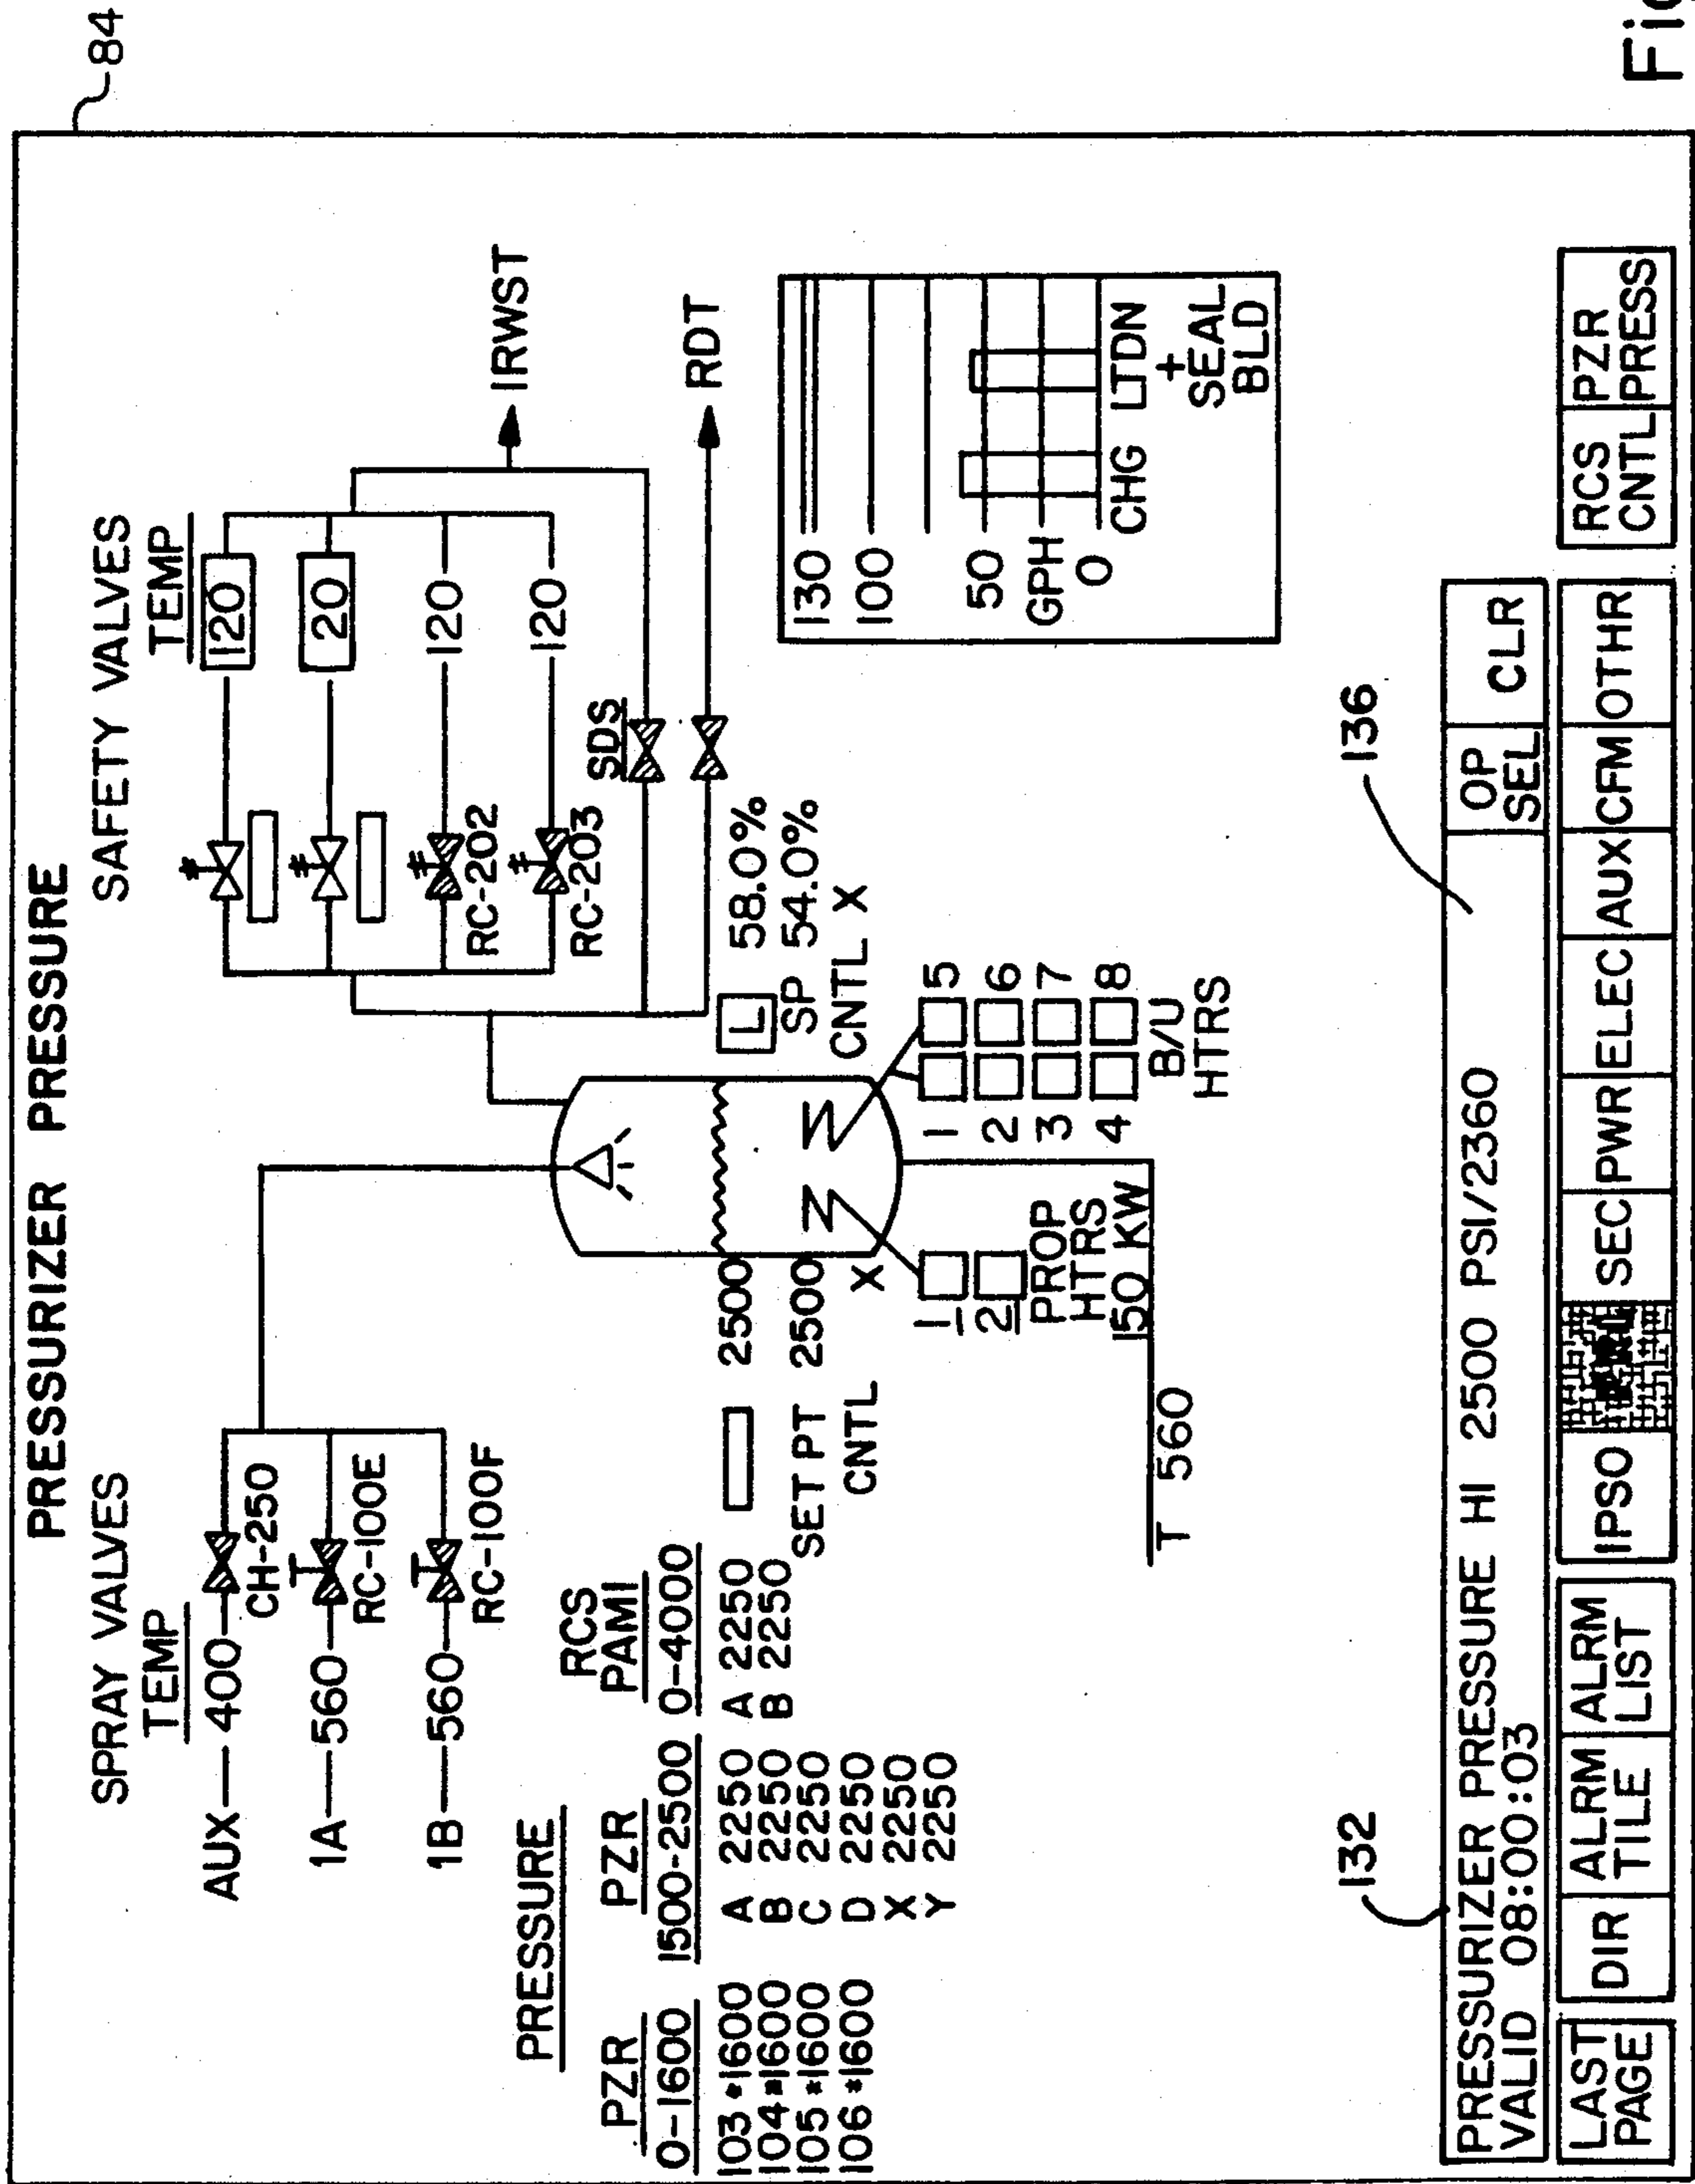 84
PRESSURIZER PRESSURE
SPRAY VALVES
TEMP
AUX 400
CH-250
1A 560
RC-100E
1B 560
RC-100F
SAFETY VALVES
TEMP
120
120
120
RC-202
120
RC-203
IRWST
SDS
RDT
PRESSURE
PZR
0-1600
103 *1600
104 *1600
105 *1600
106 *1600
PZR
1500-2500
A 2250
B 2250
C 2250
D 2250
X 2250
Y 2250
RCS
PAMI
0-4000
A 2250
B 2250
2500
SET PT 2500
CNTL X
L 58.0%
SP 54.0%
CNTL X
1
2
PROP
HTRS
150 KW
1 5
2 6
3 7
4 8
B/U
HTRS
T 560
130
100
50
GPH
0
CHG LTDN
+
SEAL
BLD
132
136
PRESSURIZER PRESSURE HI 2500 PSI/2360
VALID 08:00:03
OP
SEL
CLR
LAST
PAGE
DIR
ALRM
TILE
ALRM
LIST
IPSO
SEC
PWR
ELEC
AUX
CFM
OTHR
RCS
CNTL
PZR
PRESS